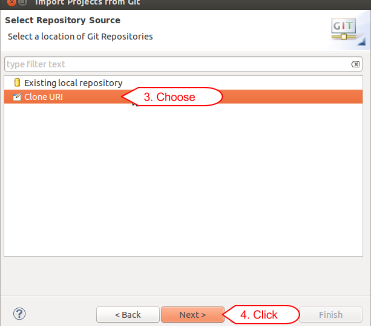 Import Projects from Git
Select Repository Source
Select a location of Git Repositories
GIT
type filter text
Existing local repository
Clone URI
3. Choose
< Back
Next >
4. Click
Finish